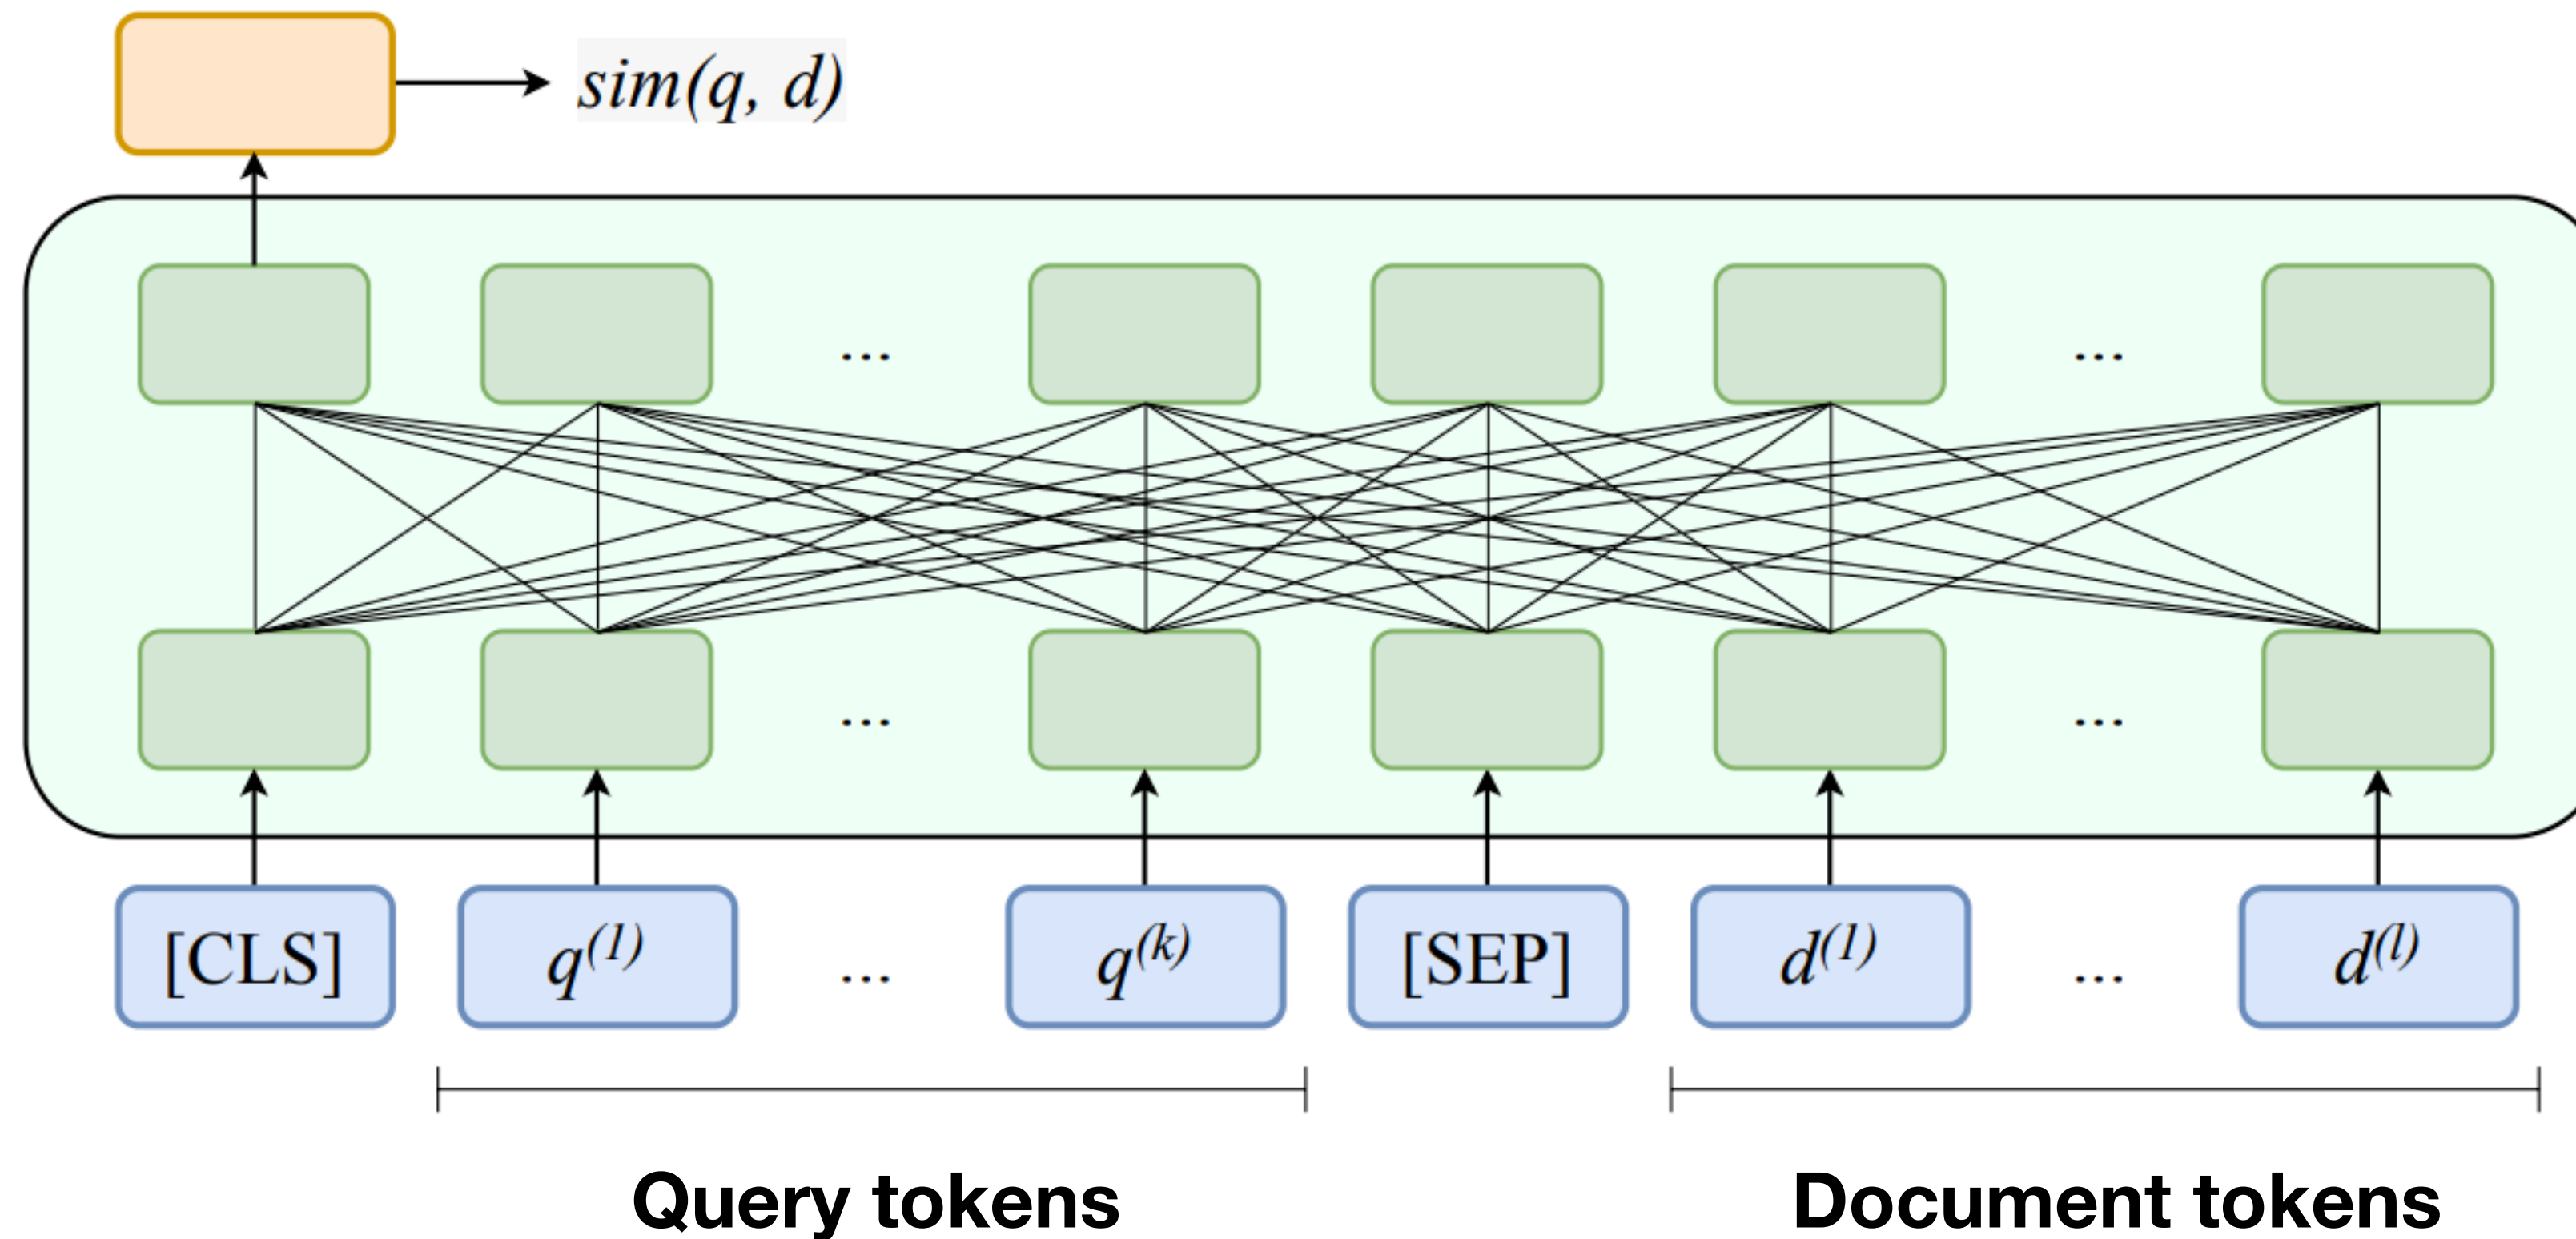 sim(q, d)
... ...
... ...
[CLS] q(1) ... q(k) [SEP] d(1) ... d(l)
Query tokens Document tokens